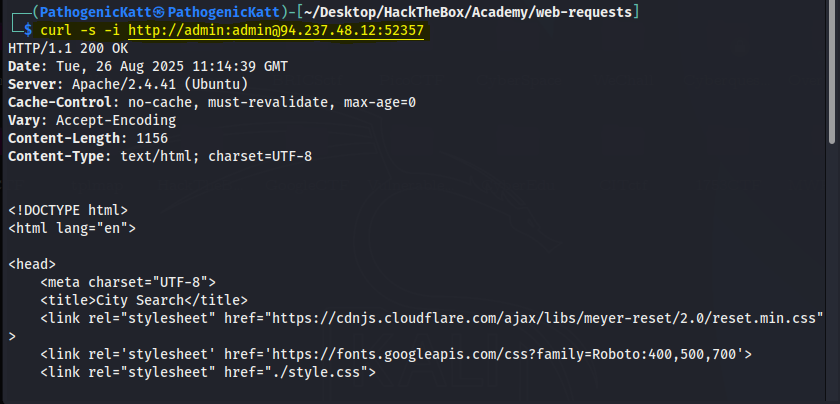 ┌──(PathogenicKatt㉿PathogenicKatt)-[~/Desktop/HackTheBox/Academy/web-requests]
└─$ curl -s -i http://admin:admin@94.237.48.12:52357
HTTP/1.1 200 OK
Date: Tue, 26 Aug 2025 11:14:39 GMT
Server: Apache/2.4.41 (Ubuntu)
Cache-Control: no-cache, must-revalidate, max-age=0
Vary: Accept-Encoding
Content-Length: 1156
Content-Type: text/html; charset=UTF-8
<!DOCTYPE html>
<html lang="en">
<head>
    <meta charset="UTF-8">
    <title>City Search</title>
    <link rel="stylesheet" href="https://cdnjs.cloudflare.com/ajax/libs/meyer-reset/2.0/reset.min.css"
>
    <link rel='stylesheet' href='https://fonts.googleapis.com/css?family=Roboto:400,500,700'>
    <link rel="stylesheet" href="./style.css">